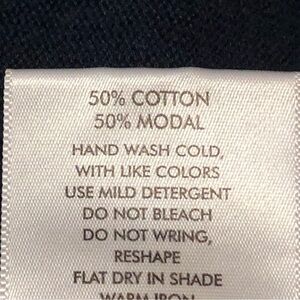 50% COTTON
50% MODAL
HAND WASH COLD,
WITH LIKE COLORS
USE MILD DETERGENT
DO NOT BLEACH
DO NOT WRING,
RESHAPE
FLAT DRY IN SHADE
WARM IRON